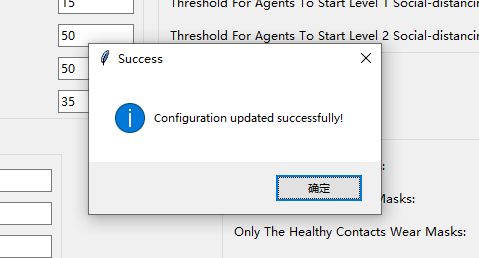 15
Threshold For Agents To Start Level 1 Social-distancin
50
Threshold For Agents To Start Level 2 Social-distancin
Success
50
35
Configuration updated successfully!
确定
Masks:
Only The Healthy Contacts Wear Masks: